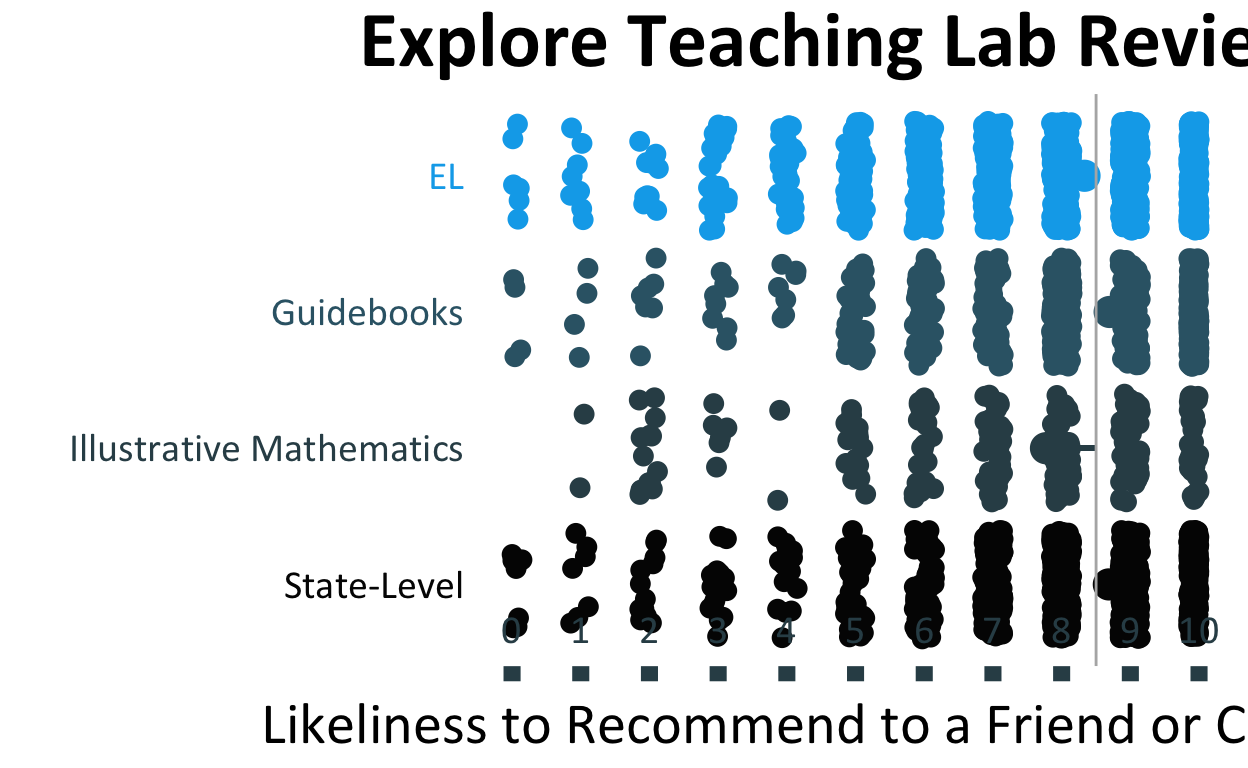 Explore Teaching Lab Revie
EL
Guidebooks
Illustrative Mathematics
State-Level
0 1 2 3 4 5 6 7 8 9 10
Likeliness to Recommend to a Friend or C